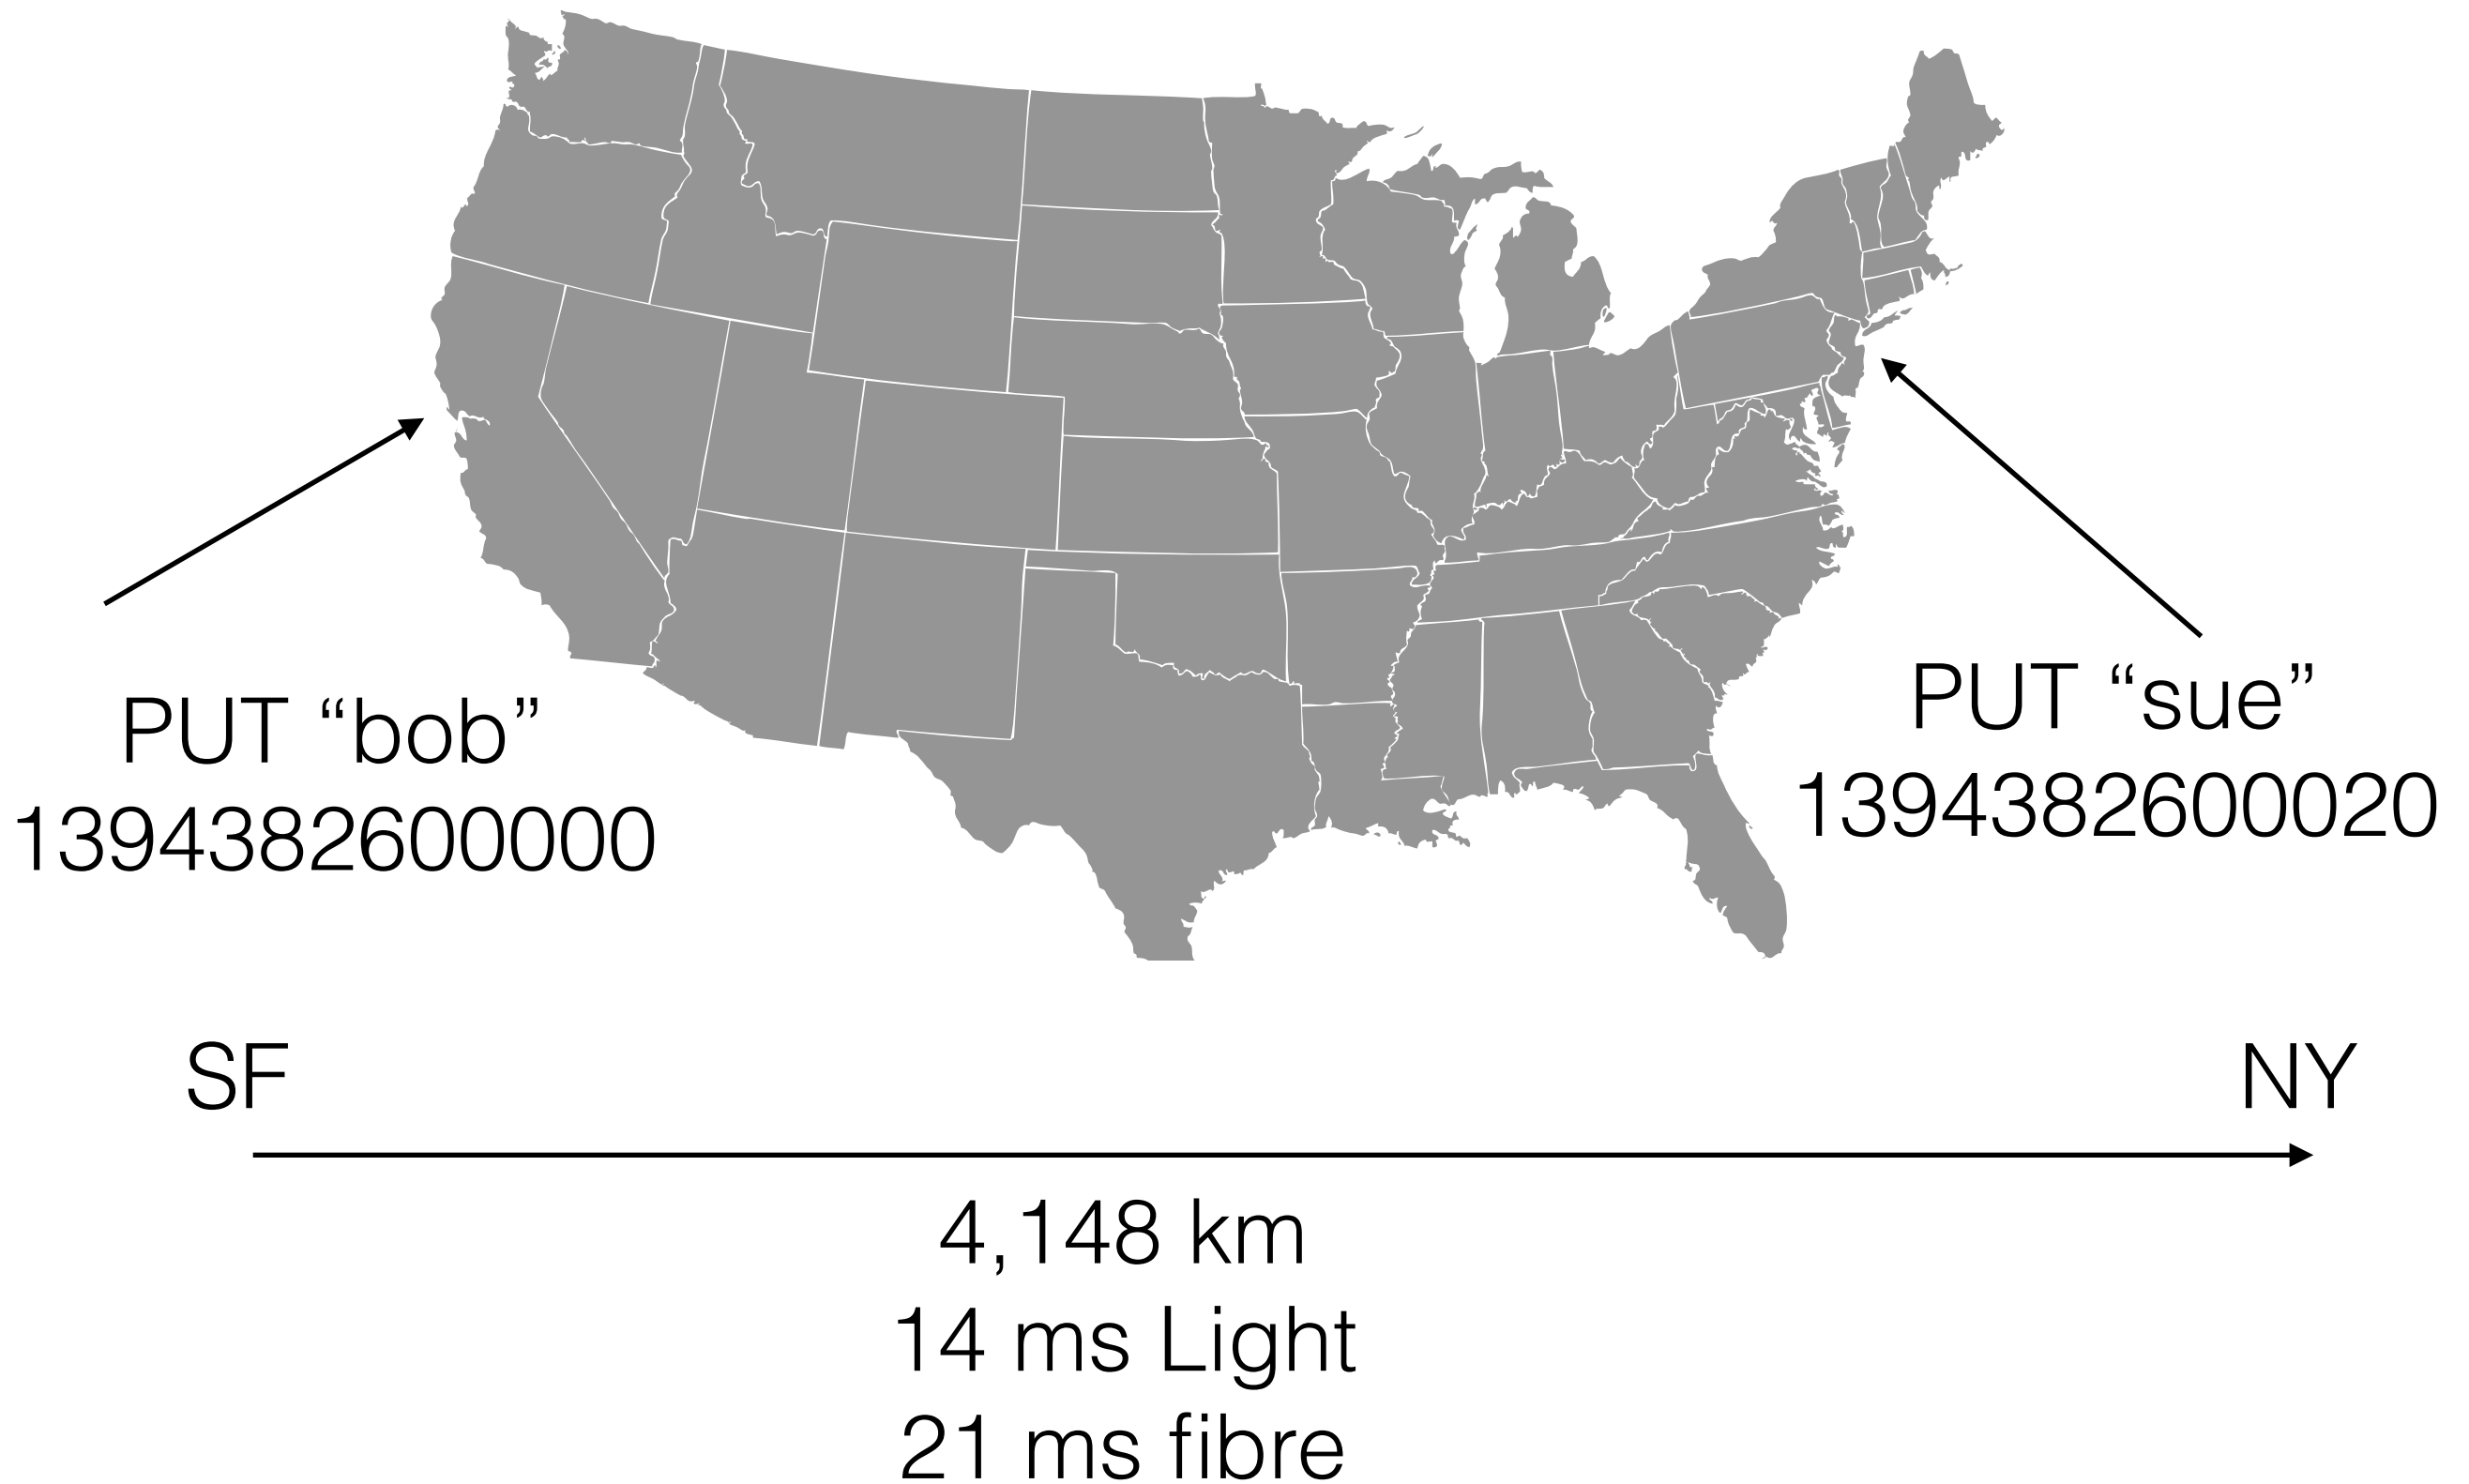 PUT “bob”
1394382600000
PUT “sue”
1394382600020
SF
NY
4,148 km
14 ms Light
21 ms fibre